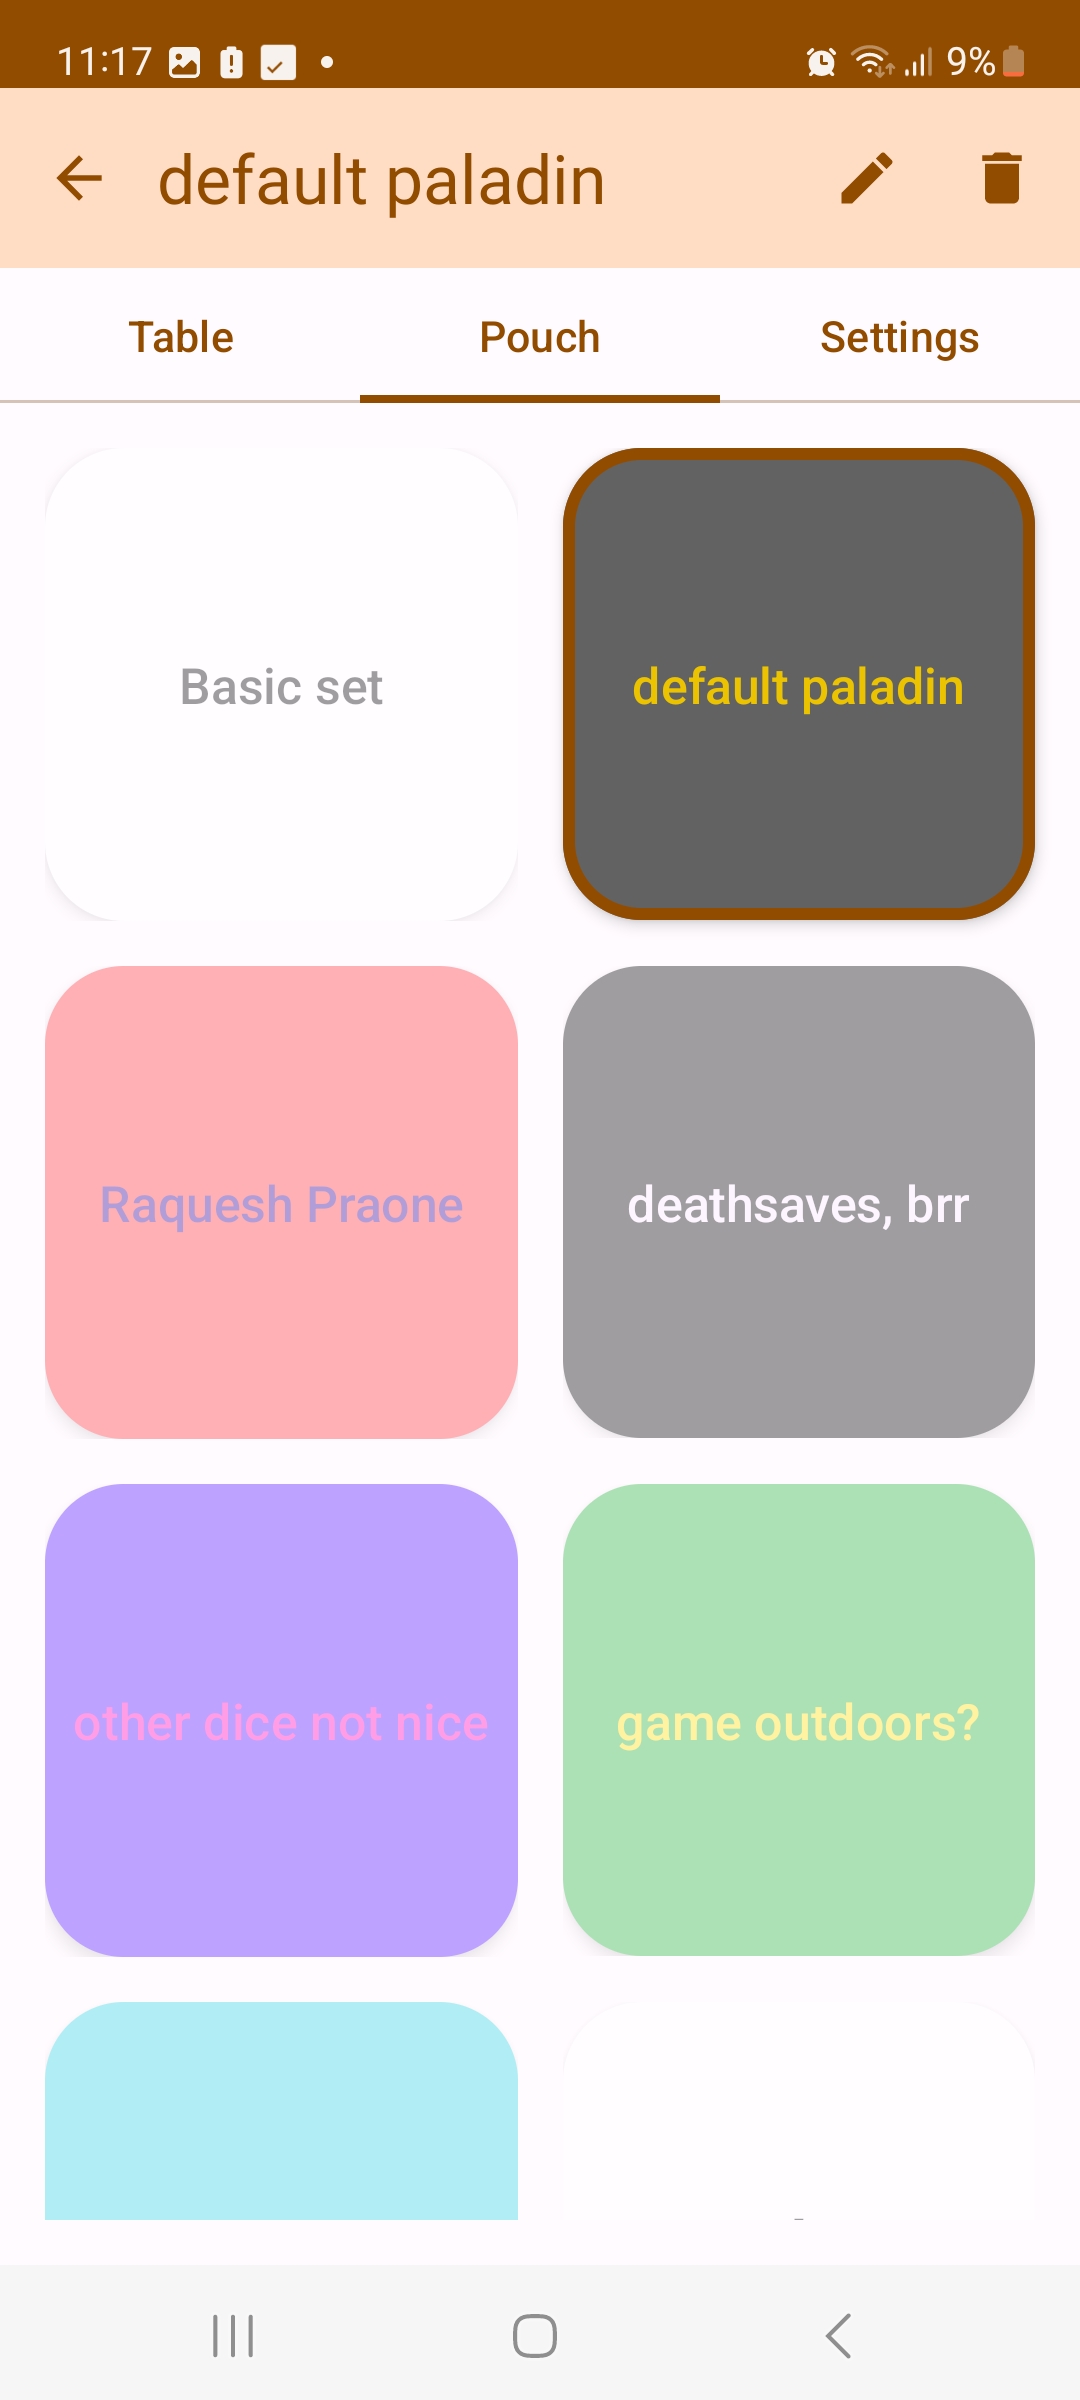 11:17
9%
default paladin
Table Pouch Settings
Basic set
default paladin
Raquesh Praone
deathsaves, brr
other dice not nice
game outdoors?